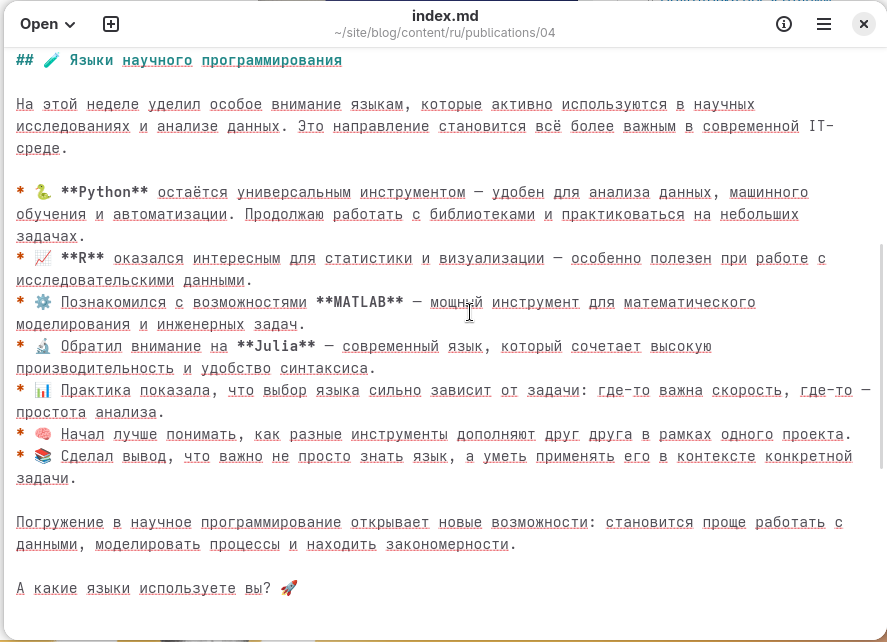 Open
index.md
~/site/blog/content/ru/publications/04
## 🧪 Языки научного программирования
На этой неделе уделил особое внимание языкам, которые активно используются в научных
исследованиях и анализе данных. Это направление становится всё более важным в современной IT-
среде.
* 🐍 **Python** остаётся универсальным инструментом — удобен для анализа данных, машинного
обучения и автоматизации. Продолжаю работать с библиотеками и практиковаться на небольших
задачах.
* 📈 **R** оказался интересным для статистики и визуализации — особенно полезен при работе с
исследовательскими данными.
* ⚙️ Познакомился с возможностями **MATLAB** — мощный инструмент для математического
моделирования и инженерных задач.
* 🔬 Обратил внимание на **Julia** — современный язык, который сочетает высокую
производительность и удобство синтаксиса.
* 📊 Практика показала, что выбор языка сильно зависит от задачи: где-то важна скорость, где-то —
простота анализа.
* 🧠 Начал лучше понимать, как разные инструменты дополняют друг друга в рамках одного проекта.
* 📚 Сделал вывод, что важно не просто знать язык, а уметь применять его в контексте конкретной
задачи.
Погружение в научное программирование открывает новые возможности: становится проще работать с
данными, моделировать процессы и находить закономерности.
А какие языки используете вы? 🚀